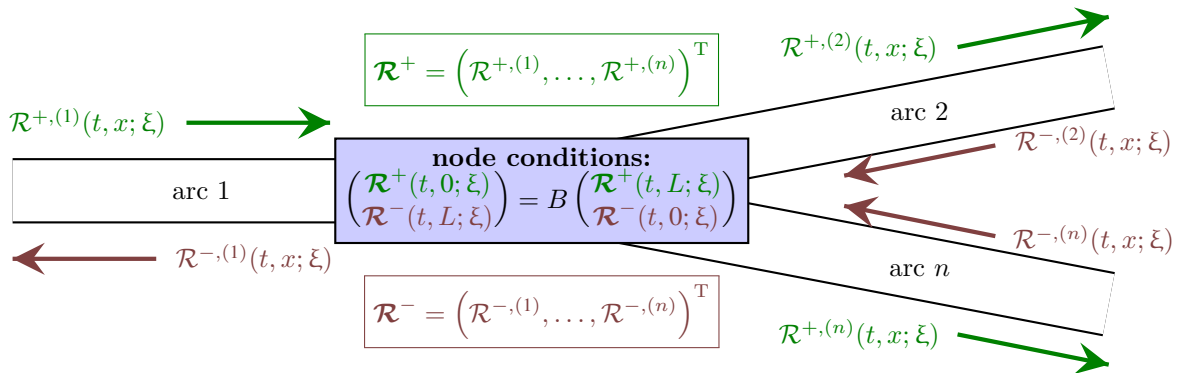 𝓡⁺ = (ℛ^{+,(1)}, …, ℛ^{+,(n)})^T
ℛ^{+,(2)}(t, x; ξ)
ℛ^{+,(1)}(t, x; ξ)
arc 2
ℛ^{−,(2)}(t, x; ξ)
node conditions:
arc 1
(𝓡⁺(t, 0; ξ) 𝓡⁻(t, L; ξ)) = B (𝓡⁺(t, L; ξ) 𝓡⁻(t, 0; ξ))
ℛ^{−,(n)}(t, x; ξ)
ℛ^{−,(1)}(t, x; ξ)
arc n
𝓡⁻ = (ℛ^{−,(1)}, …, ℛ^{−,(n)})^T
ℛ^{+,(n)}(t, x; ξ)